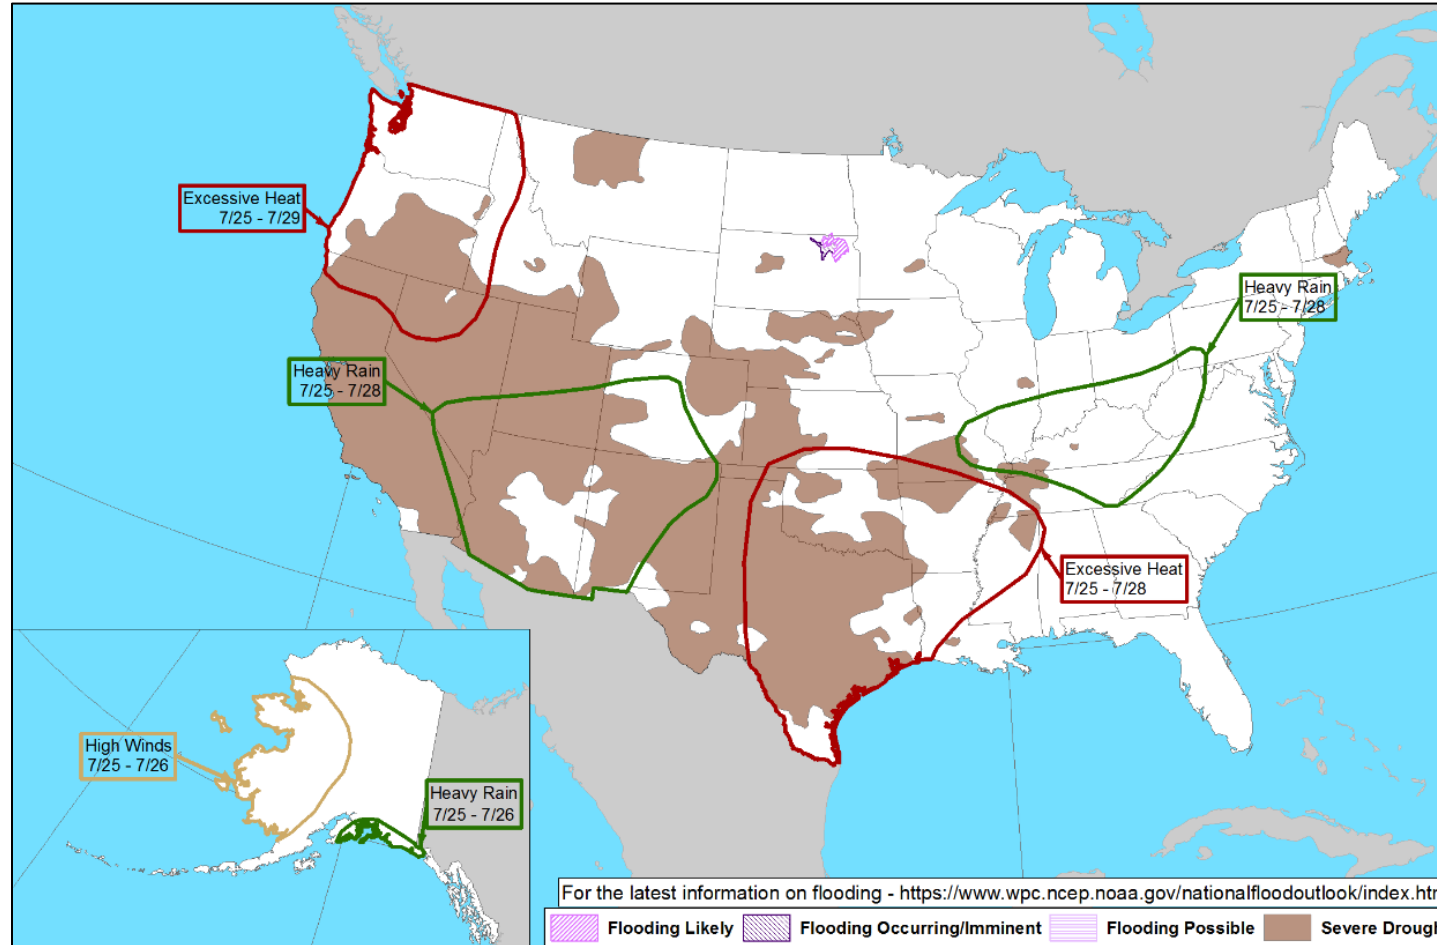 Excessive Heat
7/25 - 7/29
Heavy Rain
7/25 - 7/28
Heavy Rain
7/25 - 7/28
Excessive Heat
7/25 - 7/28
High Winds
7/25 - 7/26
Heavy Rain
7/25 - 7/26
For the latest information on flooding - https://www.wpc.ncep.noaa.gov/nationalfloodoutlook/index.htm
Flooding Likely Flooding Occurring/Imminent Flooding Possible Severe Drough